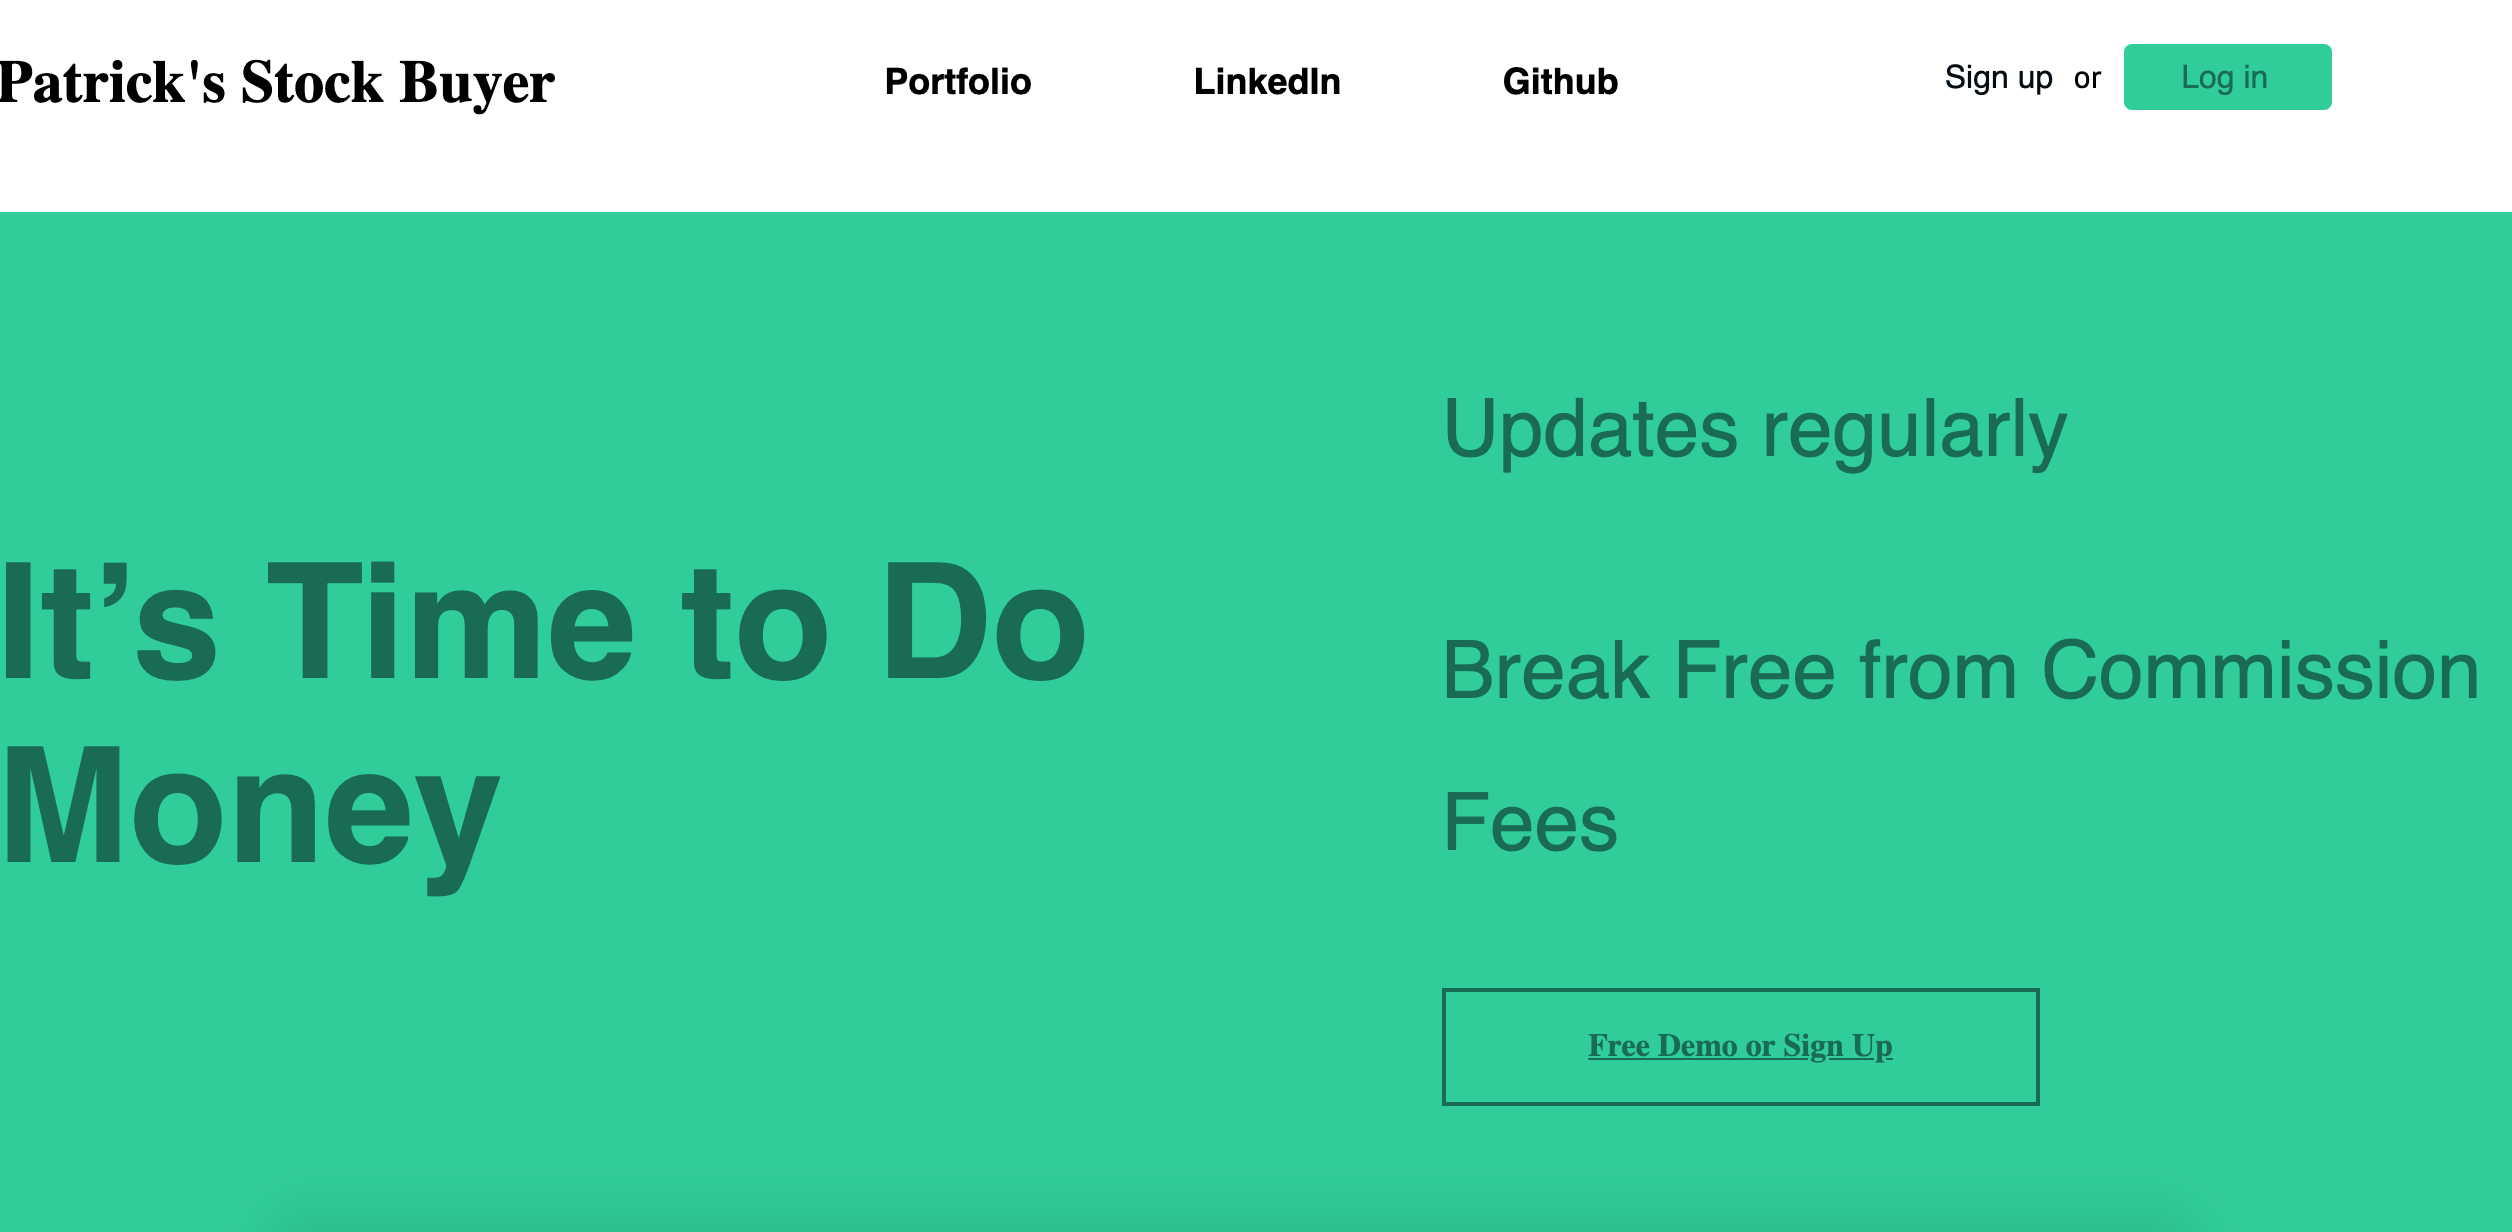 Patrick's Stock Buyer
Portfolio
LinkedIn
Github
Sign up or Log in
It’s Time to Do
Money
Updates regularly
Break Free from Commission
Fees
Free Demo or Sign Up